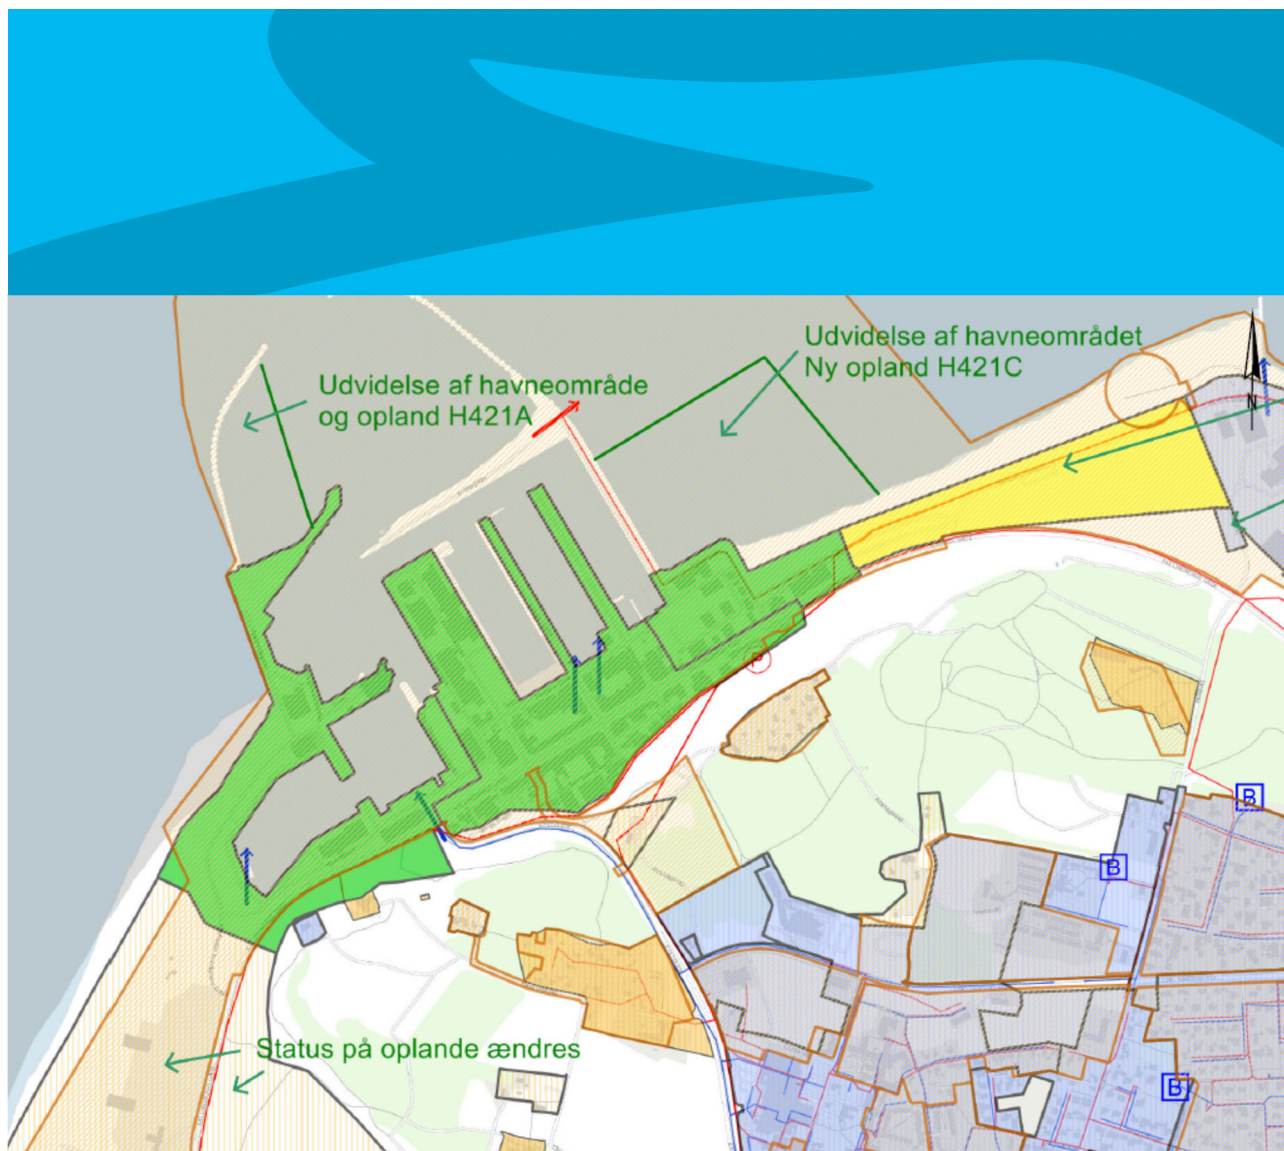 Udvidelse af havneområdet
Ny opland H421C
Udvidelse af havneområde
og opland H421A
N
P
B
B
Status på oplande ændres
B